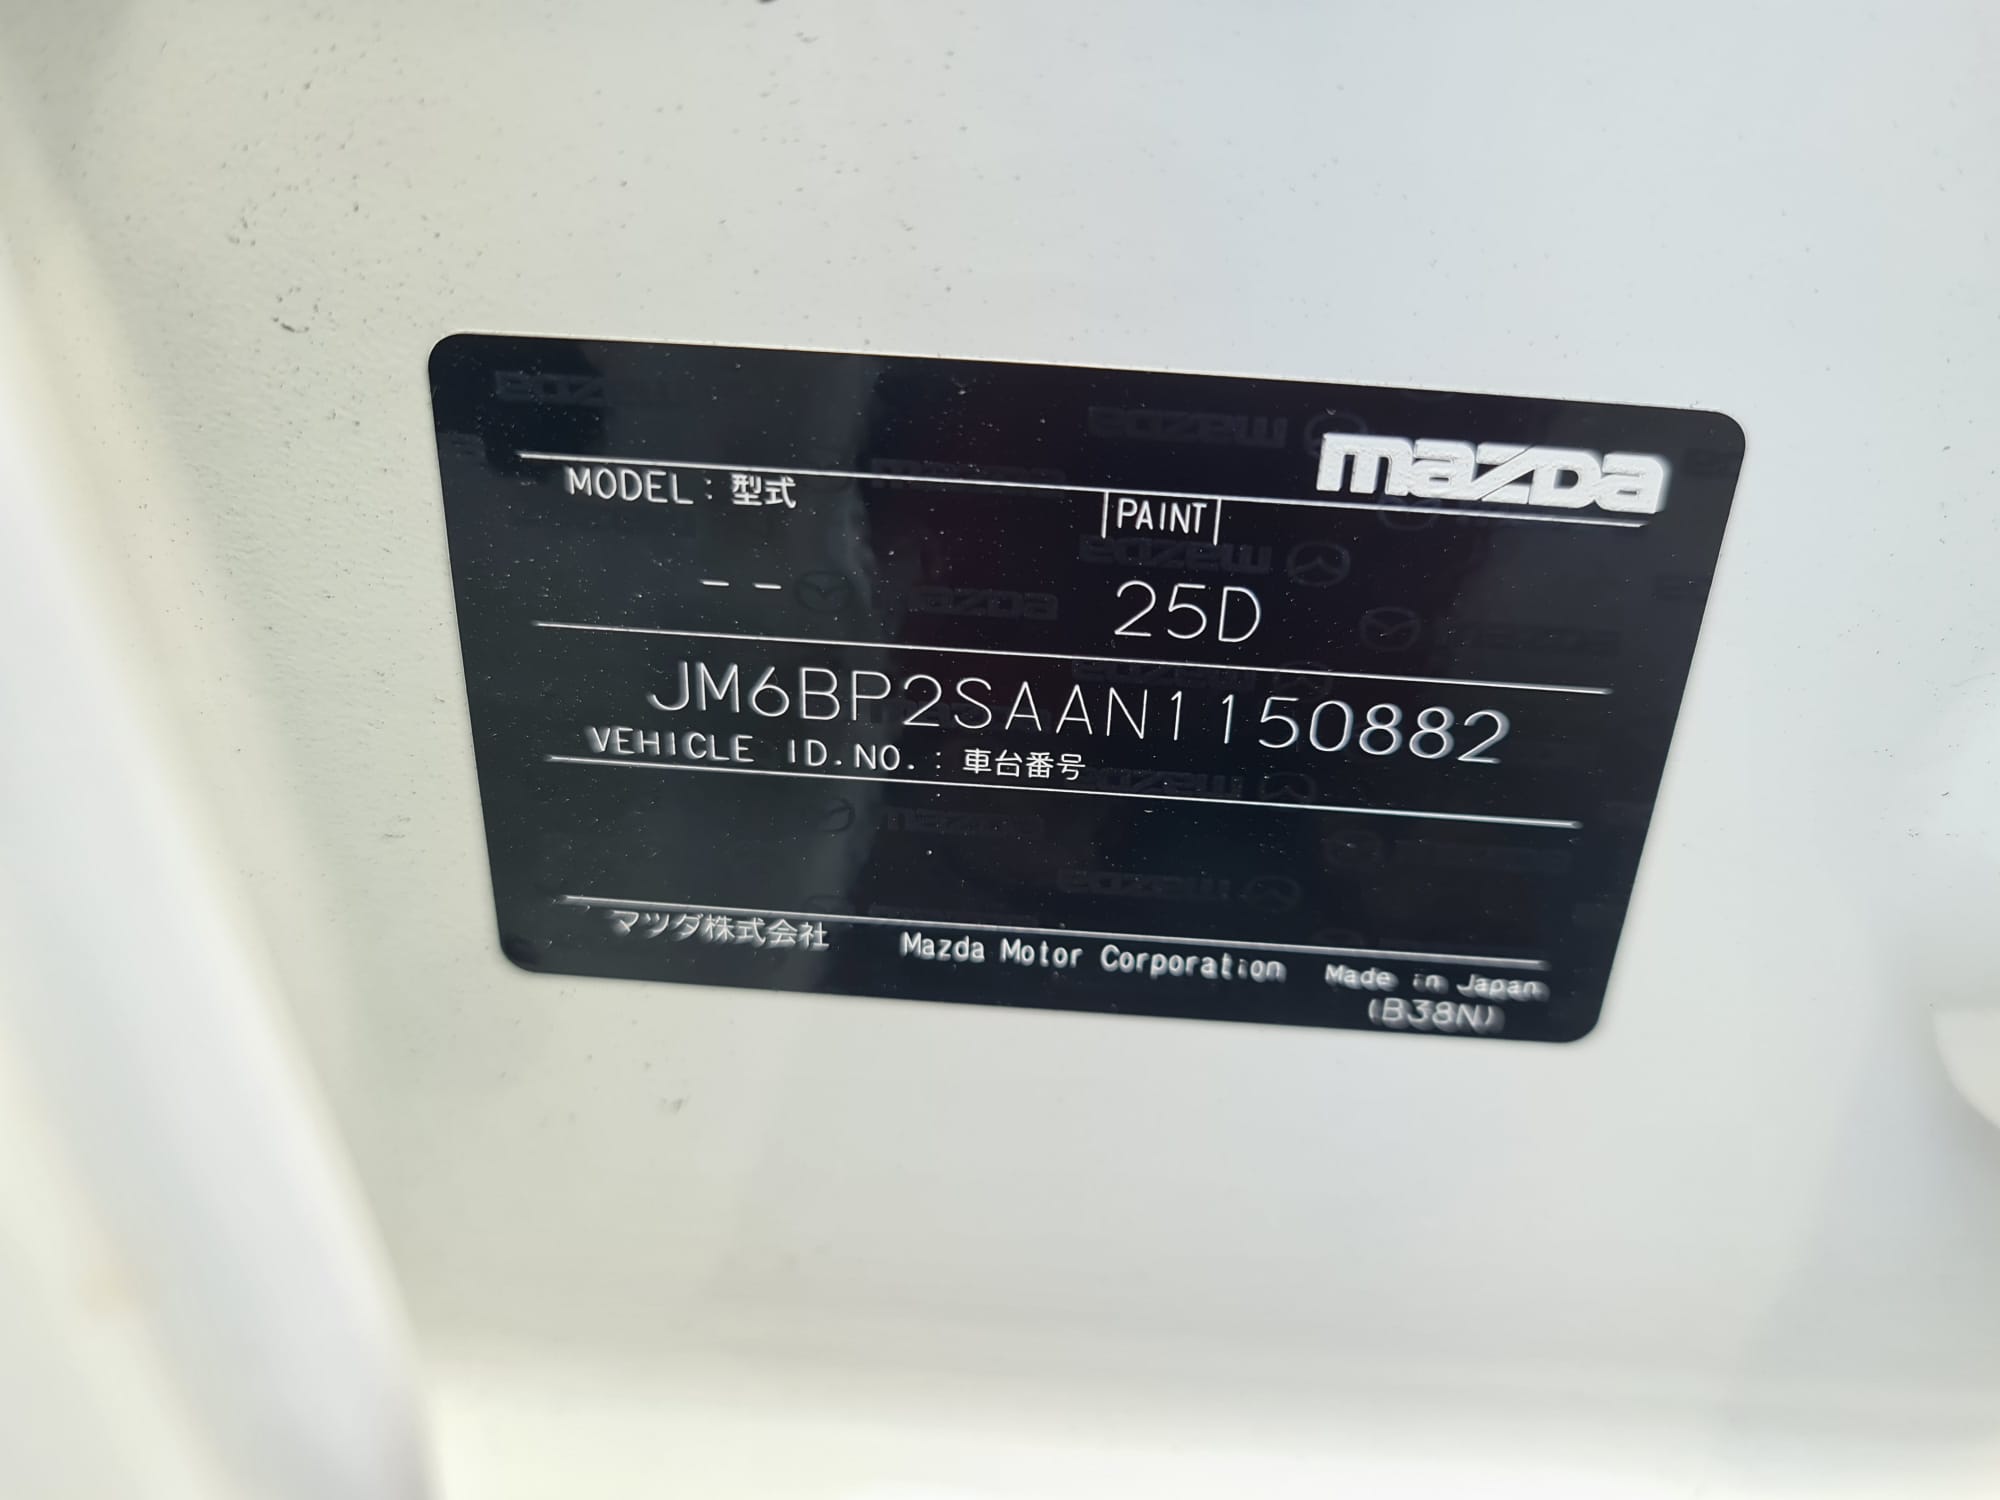 mazda
MODEL : 型式
PAINT
-- 25D
JM6BP2SAAN1150882
VEHICLE ID.NO. : 車台番号
マツダ株式会社 Mazda Motor Corporation Made in Japan
(B38N)